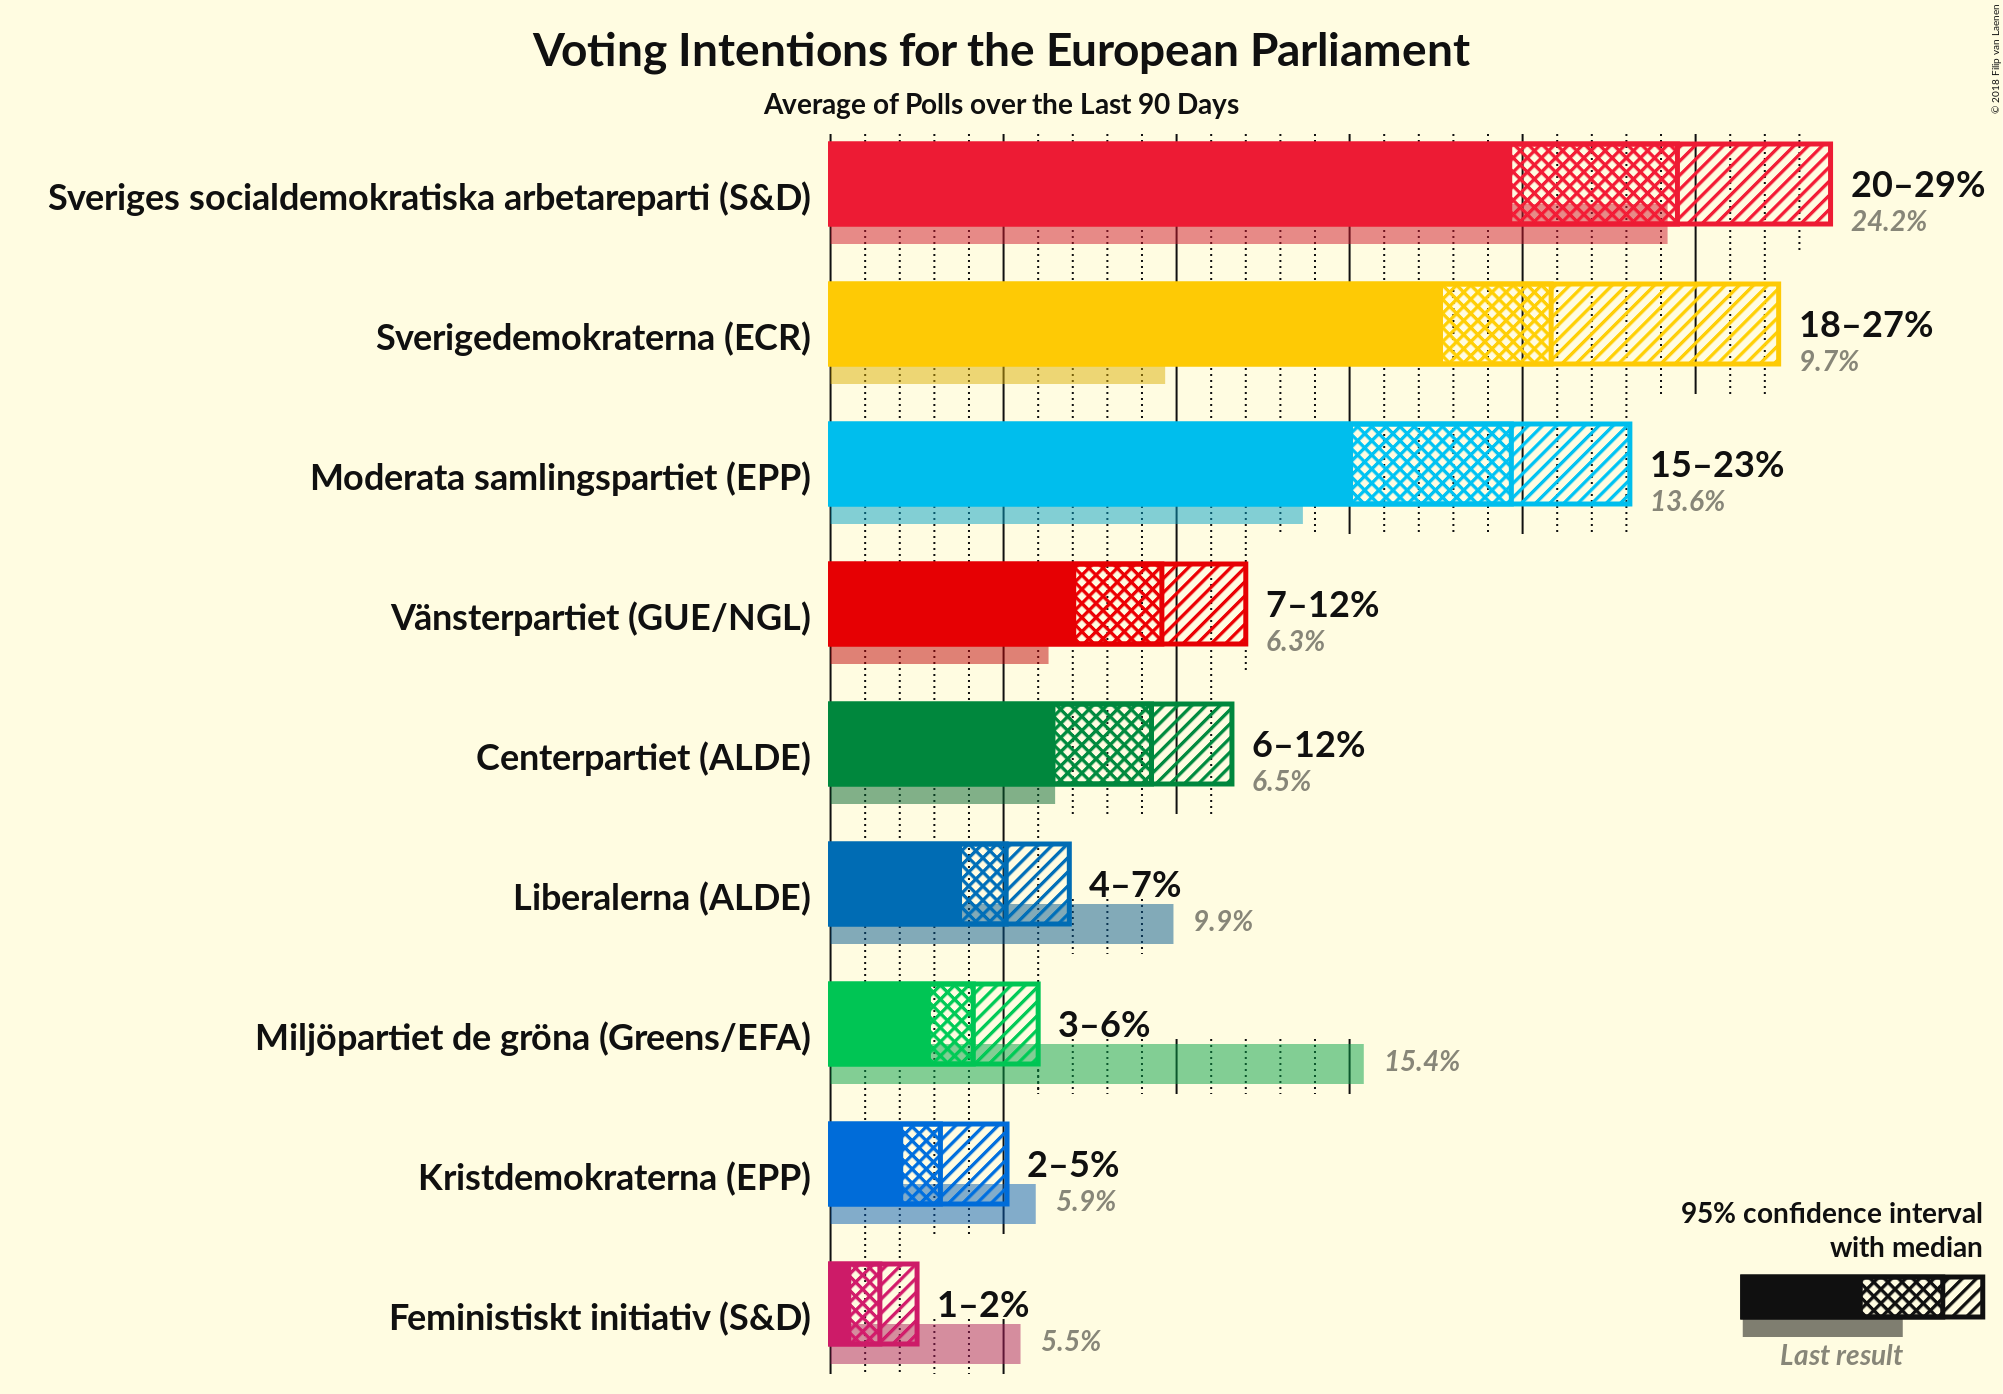 Voting Intentions for the European Parliament
Average of Polls over the Last 90 Days
© 2018 Filip van Laenen
Sveriges socialdemokratiska arbetareparti (S&D)
20–29%
24.2%
Sverigedemokraterna (ECR)
18–27%
9.7%
Moderata samlingspartiet (EPP)
15–23%
13.6%
Vänsterpartiet (GUE/NGL)
7–12%
6.3%
Centerpartiet (ALDE)
6–12%
6.5%
Liberalerna (ALDE)
4–7%
9.9%
Miljöpartiet de gröna (Greens/EFA)
3–6%
15.4%
Kristdemokraterna (EPP)
2–5%
5.9%
Feministiskt initiativ (S&D)
1–2%
5.5%
95% confidence interval
with median
Last result